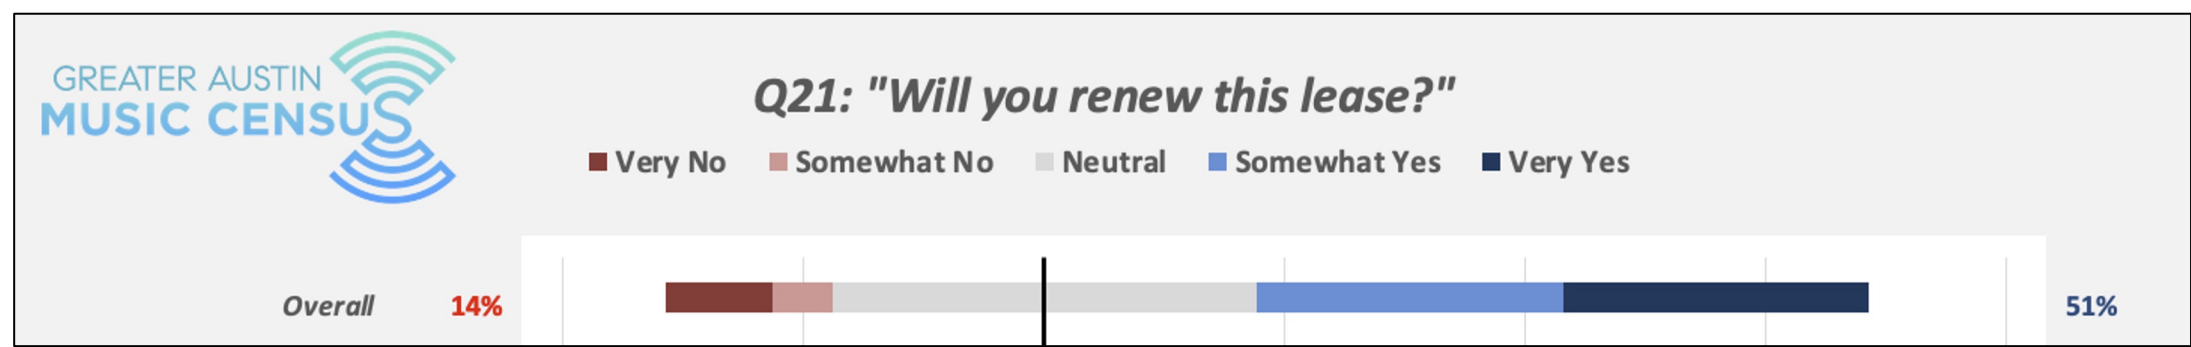 GREATER AUSTIN
MUSIC CENSUS
Q21: "Will you renew this lease?"
Very No Somewhat No Neutral Somewhat Yes Very Yes
Overall 14% 51%